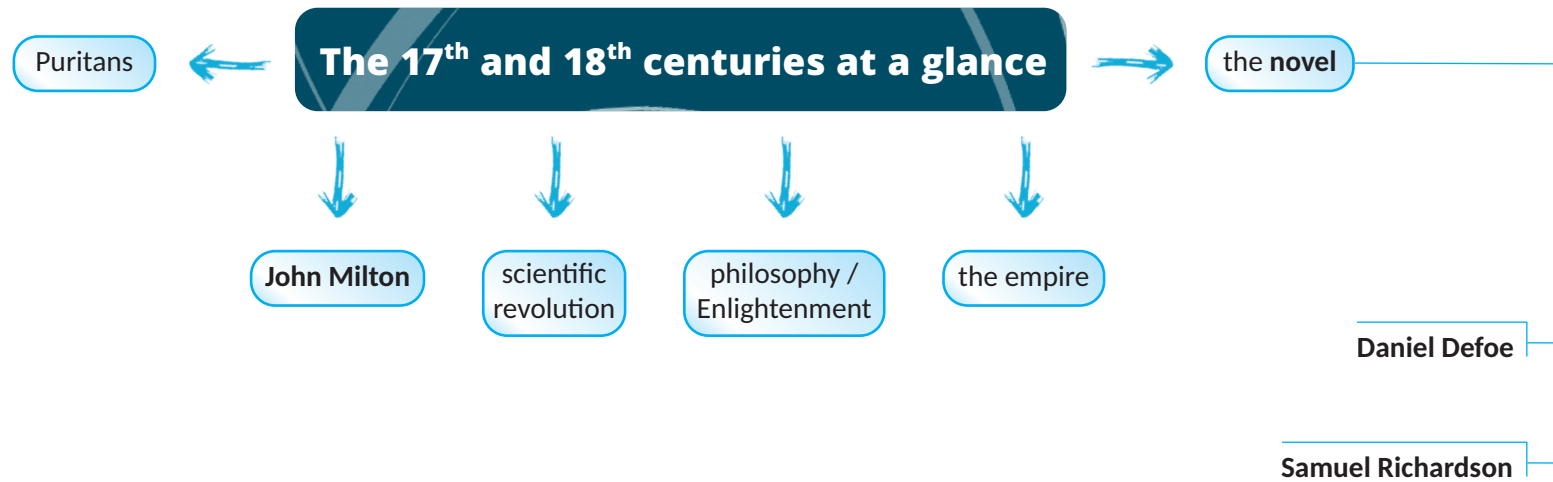 Puritans
The 17th and 18th centuries at a glance
the novel
John Milton
scientific
revolution
philosophy /
Enlightenment
the empire
Daniel Defoe
Samuel Richardson